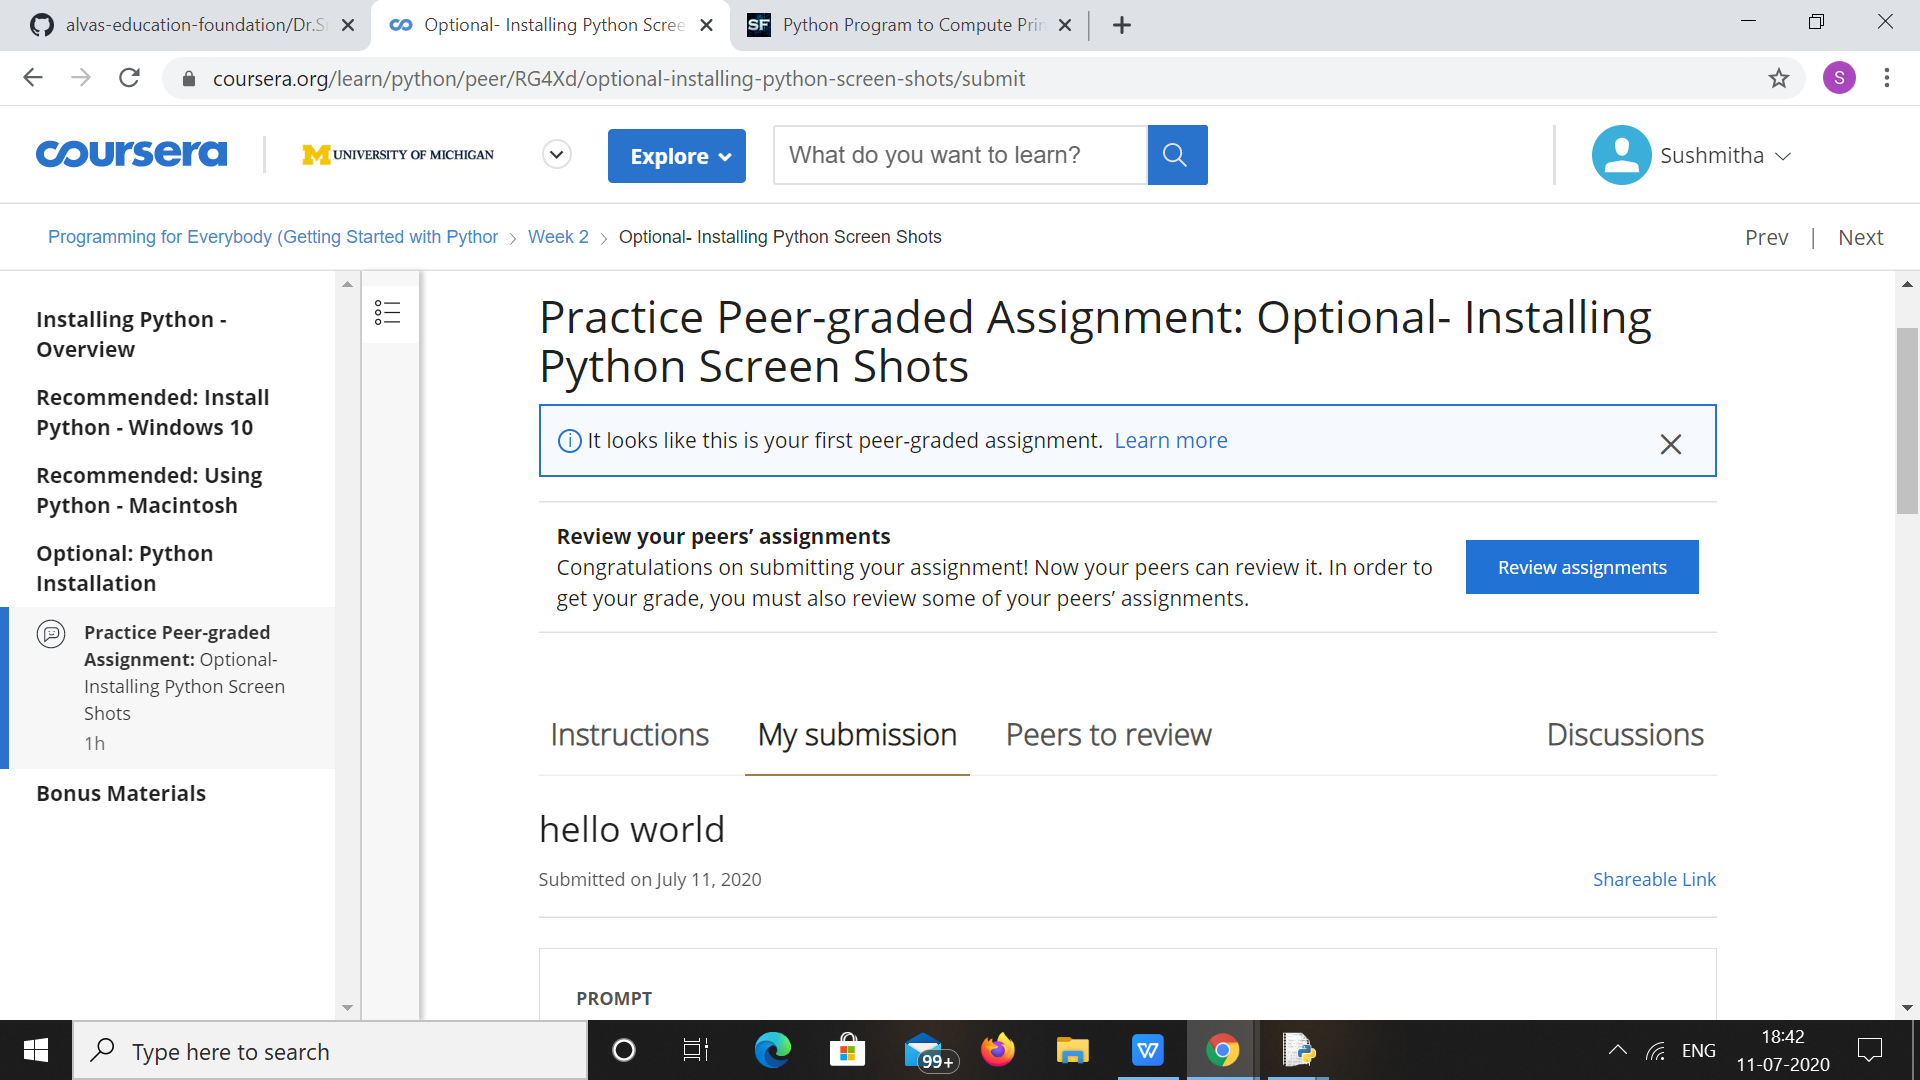 alvas-education-foundation/Dr.S
Optional- Installing Python Scree
SF
Python Program to Compute Prin
coursera.org/learn/python/peer/RG4Xd/optional-installing-python-screen-shots/submit
S
coursera
M UNIVERSITY OF MICHIGAN
Explore
What do you want to learn?
Sushmitha
Programming for Everybody (Getting Started with Python
Week 2
Optional- Installing Python Screen Shots
Prev | Next
Installing Python -
Overview
Recommended: Install
Python - Windows 10
Recommended: Using
Python - Macintosh
Optional: Python
Installation
Practice Peer-graded
Assignment: Optional-
Installing Python Screen
Shots
1h
Bonus Materials
Practice Peer-graded Assignment: Optional- Installing
Python Screen Shots
It looks like this is your first peer-graded assignment. Learn more
Review your peers’ assignments
Congratulations on submitting your assignment! Now your peers can review it. In order to
get your grade, you must also review some of your peers’ assignments.
Review assignments
Instructions
My submission
Peers to review
Discussions
hello world
Submitted on July 11, 2020
Shareable Link
PROMPT
Type here to search
99+
W
ENG
18:42
11-07-2020